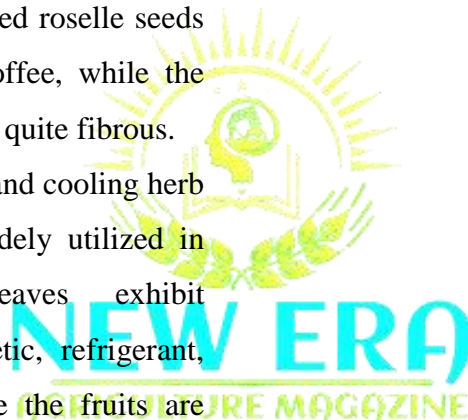 ed roselle seeds
offee, while the
quite fibrous.
and cooling herb
dely utilized in
eaves exhibit
etic, refrigerant,
e the fruits are
NEW ERA
AGRICULTURE MAGAZINE